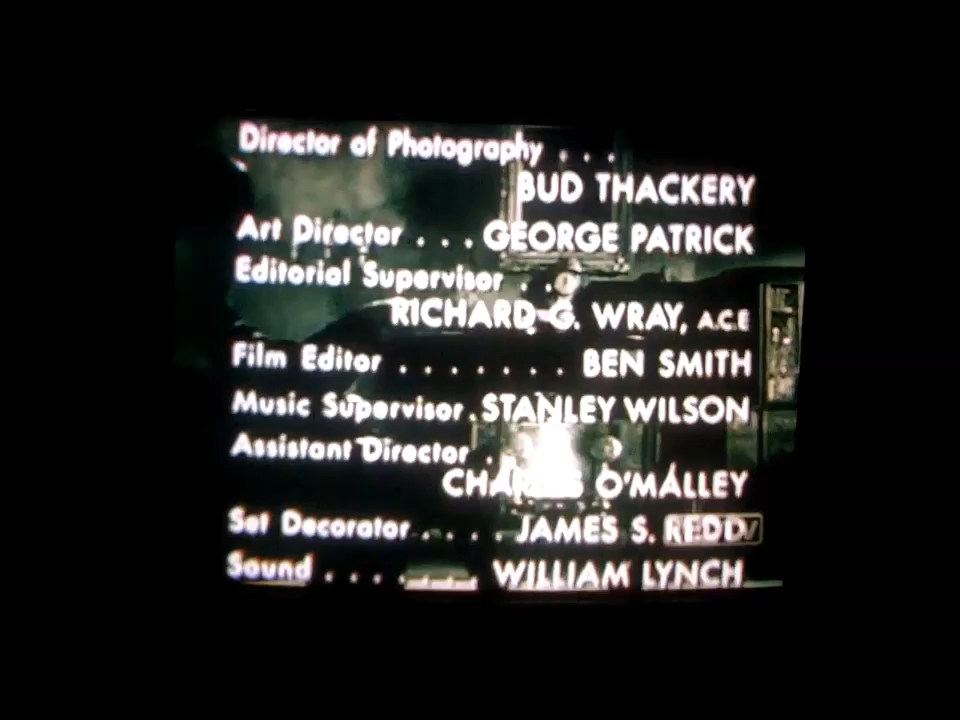 Director of Photography . . .
BUD THACKERY
Art Director . . . GEORGE PATRICK
Editorial Supervisor . . .
RICHARD G. WRAY, A.C.E
Film Editor . . . . . . . BEN SMITH
Music Supervisor . STANLEY WILSON
Assistant Director .
CHARLES O'MALLEY
Set Decorator . . . . JAMES S. REDD
Sound . . . . . . . WILLIAM LYNCH